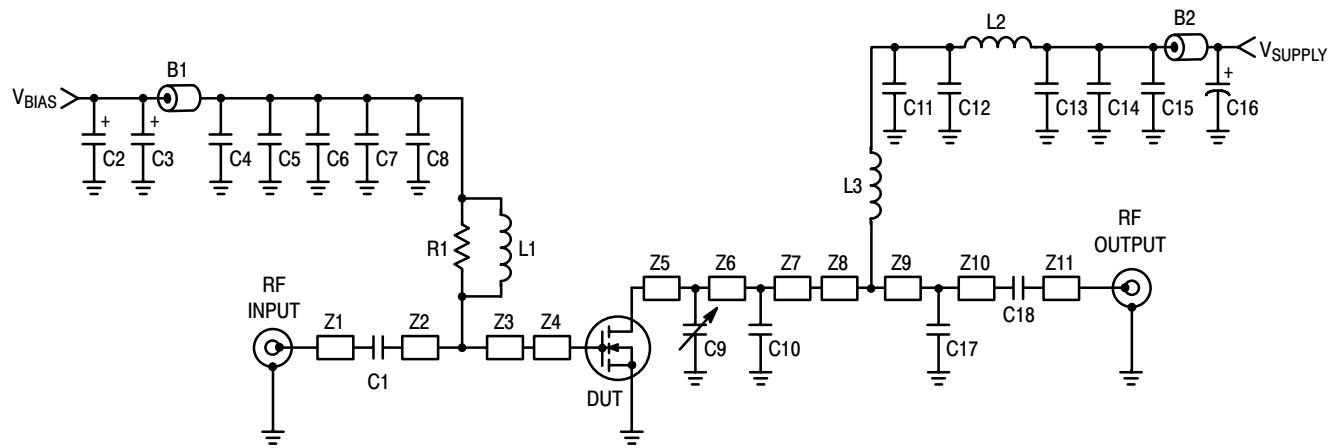 L2
B2
V_SUPPLY
+
C11
C12
C13
C14
C15
C16
B1
V_BIAS
+
+
C2
C3
C4
C5
C6
C7
C8
L3
R1
L1
RF
INPUT
RF
OUTPUT
Z5
Z6
Z7
Z8
Z9
Z10
Z11
C18
Z1
Z2
Z3
Z4
C1
C9
C10
C17
DUT